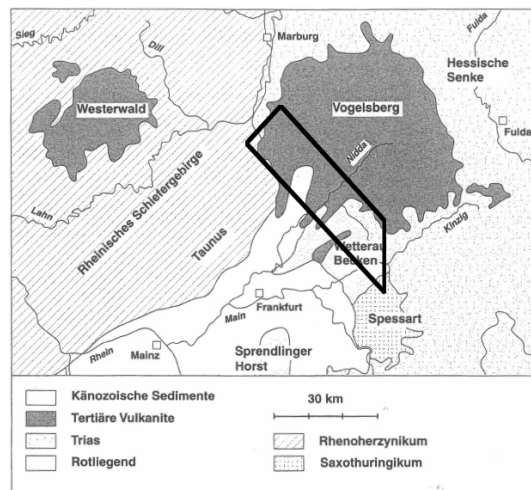 Sieg
Dill
Marburg
Fulda
Hessische
Senke
Westerwald
Vogelsberg
Fulda
Nidda
Lahn
Rheinisches Schiefergebirge
Taunus
Kinzig
Wetterau
Becken
Frankfurt
Main
Spessart
Rhein
Mainz
Sprendlinger
Horst
Känozoische Sedimente
Tertiäre Vulkanite
Trias
Rotliegend
30 km
Rhenoherzynikum
Saxothuringikum